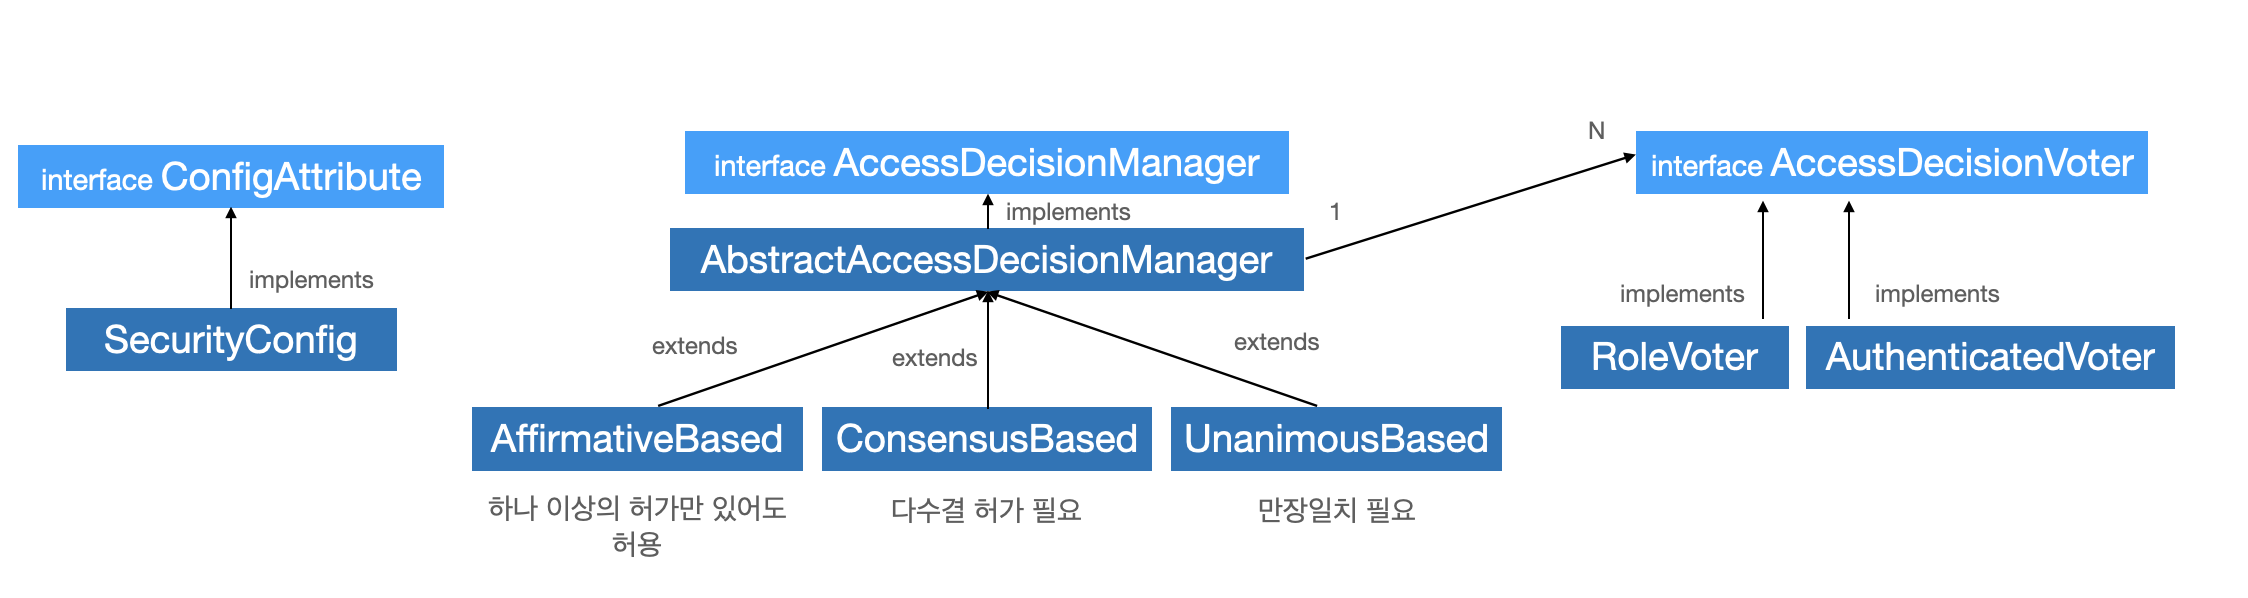 interface ConfigAttribute
implements
SecurityConfig
interface AccessDecisionManager
implements
AbstractAccessDecisionManager
1
N
extends
extends
extends
AffirmativeBased
ConsensusBased
UnanimousBased
하나 이상의 허가만 있어도
허용
다수결 허가 필요
만장일치 필요
interface AccessDecisionVoter
implements
implements
RoleVoter
AuthenticatedVoter